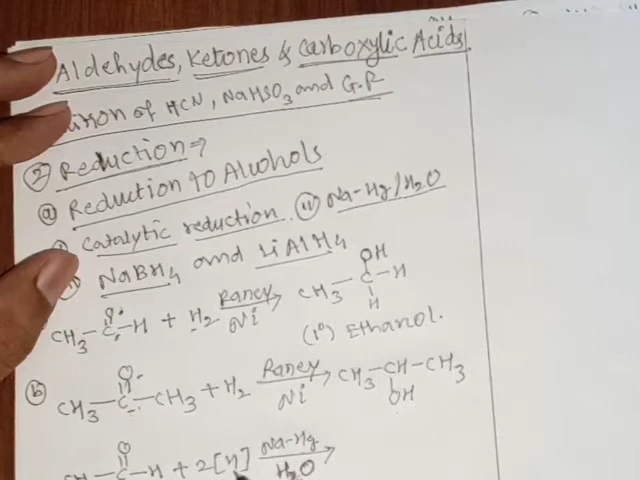 Aldehydes, Ketones & Carboxylic Acids
of HCN, NaHSO3 and G.R
② Reduction ⇒
ⓐ Reduction to Alcohols
Catalytic reduction. (ii) Na-Hg/H2O
NaBH4 and LiAlH4
CH3-C(=O)-H + H2 Raney Ni → CH3-C(OH)(H)-H
(1°) Ethanol.
ⓑ CH3-C(=O)-CH3 + H2 Raney Ni → CH3-CH(OH)-CH3
C(=O)-H + 2[H] Na-Hg H2O →